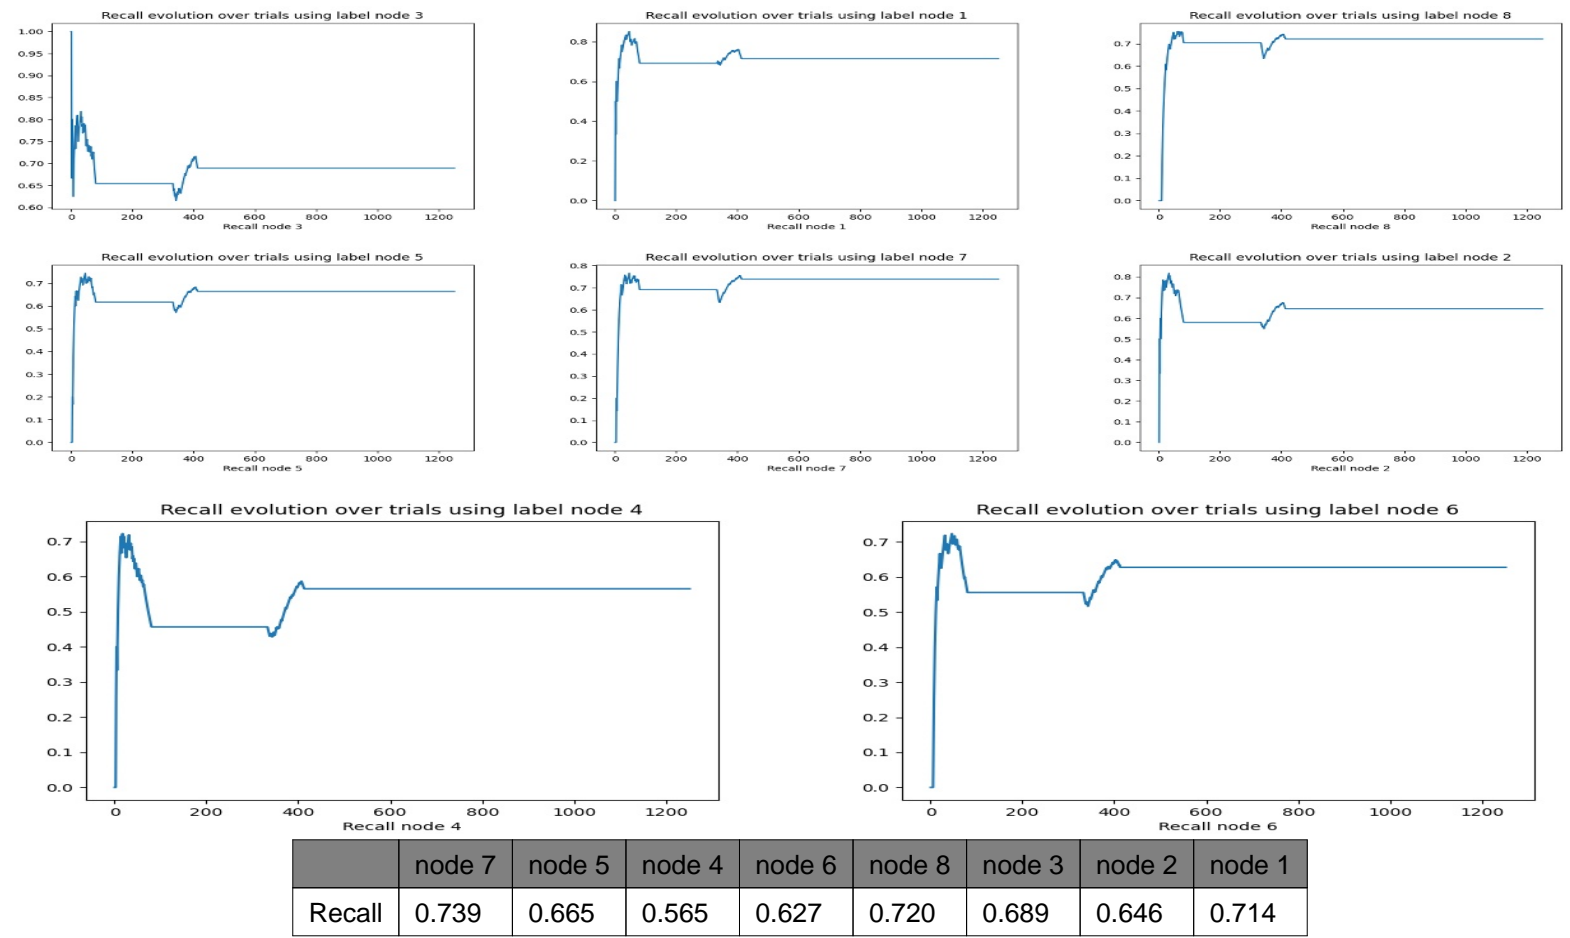 Recall evolution over trials using label node 3
1.00
0.95
0.90
0.85
0.80
0.75
0.70
0.65
0.60
0 200 400 600 800 1000 1200
Recall node 3
Recall evolution over trials using label node 1
0.8
0.6
0.4
0.2
0.0
0 200 400 600 800 1000 1200
Recall node 1
Recall evolution over trials using label node 8
0.7
0.6
0.5
0.4
0.3
0.2
0.1
0.0
0 200 400 600 800 1000 1200
Recall node 8
Recall evolution over trials using label node 5
0.7
0.6
0.5
0.4
0.3
0.2
0.1
0.0
0 200 400 600 800 1000 1200
Recall node 5
Recall evolution over trials using label node 7
0.8
0.7
0.6
0.5
0.4
0.3
0.2
0.1
0.0
0 200 400 600 800 1000 1200
Recall node 7
Recall evolution over trials using label node 2
0.8
0.7
0.6
0.5
0.4
0.3
0.2
0.1
0.0
0 200 400 600 800 1000 1200
Recall node 2
Recall evolution over trials using label node 4
0.7
0.6
0.5
0.4
0.3
0.2
0.1
0.0
0 200 400 600 800 1000 1200
Recall node 4
Recall evolution over trials using label node 6
0.7
0.6
0.5
0.4
0.3
0.2
0.1
0.0
0 200 400 600 800 1000 1200
Recall node 6
node 7 node 5 node 4 node 6 node 8 node 3 node 2 node 1
Recall 0.739 0.665 0.565 0.627 0.720 0.689 0.646 0.714